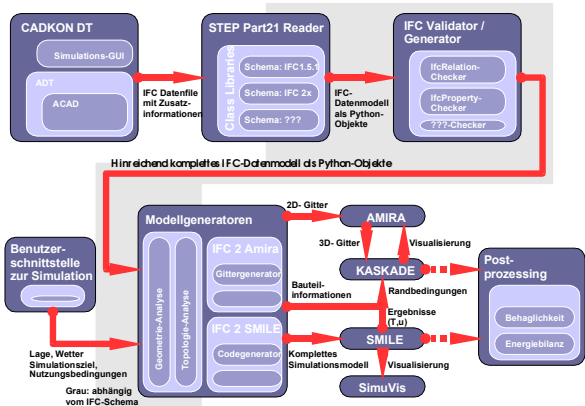 CADKON DT
Simulations-GUI
ADT
ACAD
IFC Datenfile
mit Zusatz-
informationen
STEP Part21 Reader
Class Libraries
Schema: IFC1.5.1
Schema: IFC 2x
Schema: ???
IFC-
Datenmodell
als Python-
Objekte
IFC Validator /
Generator
IfcRelation-
Checker
IfcProperty-
Checker
???-Checker
Hinreichend komplettes IFC-Datenmodell als Python-Objekte
Benutzer-
schnittstelle
zur Simulation
Lage, Wetter
Simulationsziel,
Nutzungsbedingungen
Modellgeneratoren
Geometrie-Analyse
Topologie-Analyse
IFC 2 Amira
Gittergenerator
IFC 2 SMILE
Codegenerator
2D- Gitter
AMIRA
3D- Gitter
Visualisierung
KASKADE
Bauteil-
informationen
Randbedingungen
Ergebnisse
(T,u)
SMILE
Komplettes
Simulationsmodell
Visualisierung
SimuVis
Post-
prozessing
Behaglichkeit
Energiebilanz
Grau: abhängig
vom IFC-Schema